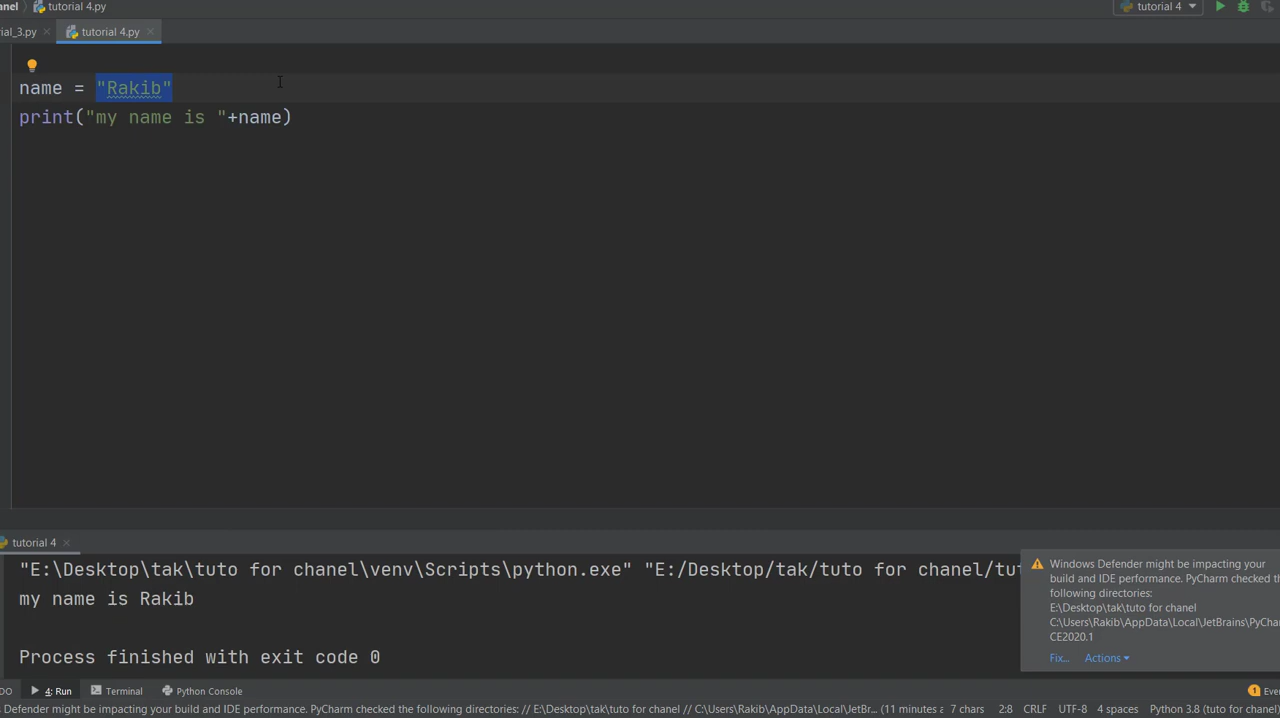 nel
tutorial 4.py
tutorial 4
ial_3.py
tutorial 4.py
name = "Rakib"
print("my name is "+name)
tutorial 4
"E:\Desktop\tak\tuto for chanel\venv\Scripts\python.exe" "E:/Desktop/tak/tuto for chanel/tu
my name is Rakib
Process finished with exit code 0
Windows Defender might be impacting your
build and IDE performance. PyCharm checked th
following directories:
E:\Desktop\tak\tuto for chanel
C:\Users\Rakib\AppData\Local\JetBrains\PyChar
CE2020.1
Fix...
Actions
DO
4: Run
Terminal
Python Console
1 Eve
s Defender might be impacting your build and IDE performance. PyCharm checked the following directories: // E:\Desktop\tak\tuto for chanel // C:\Users\Rakib\AppData\Local\JetBr... (11 minutes a
7 chars
2:8
CRLF
UTF-8
4 spaces
Python 3.8 (tuto for chanel)